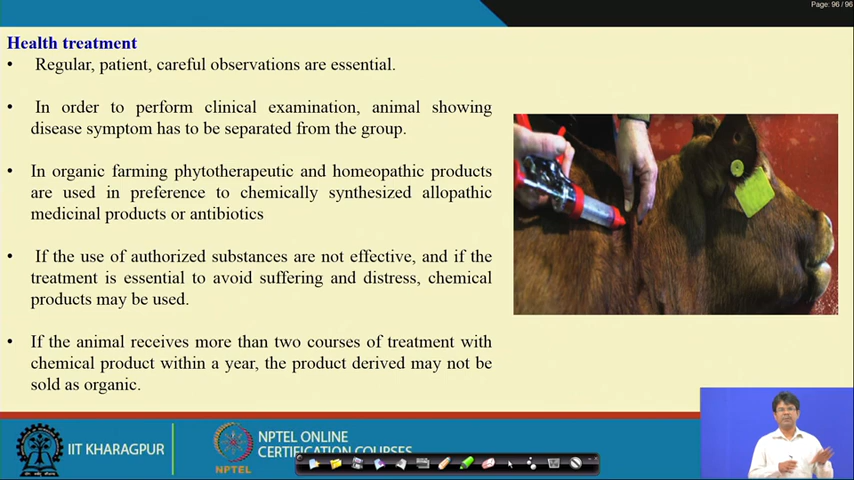 Page: 96 / 96
Health treatment
• Regular, patient, careful observations are essential.
• In order to perform clinical examination, animal showing
disease symptom has to be separated from the group.
• In organic farming phytotherapeutic and homeopathic products
are used in preference to chemically synthesized allopathic
medicinal products or antibiotics
• If the use of authorized substances are not effective, and if the
treatment is essential to avoid suffering and distress, chemical
products may be used.
• If the animal receives more than two courses of treatment with
chemical product within a year, the product derived may not be
sold as organic.
IIT KHARAGPUR
NPTEL
NPTEL ONLINE
CERTIFICATION COURSES